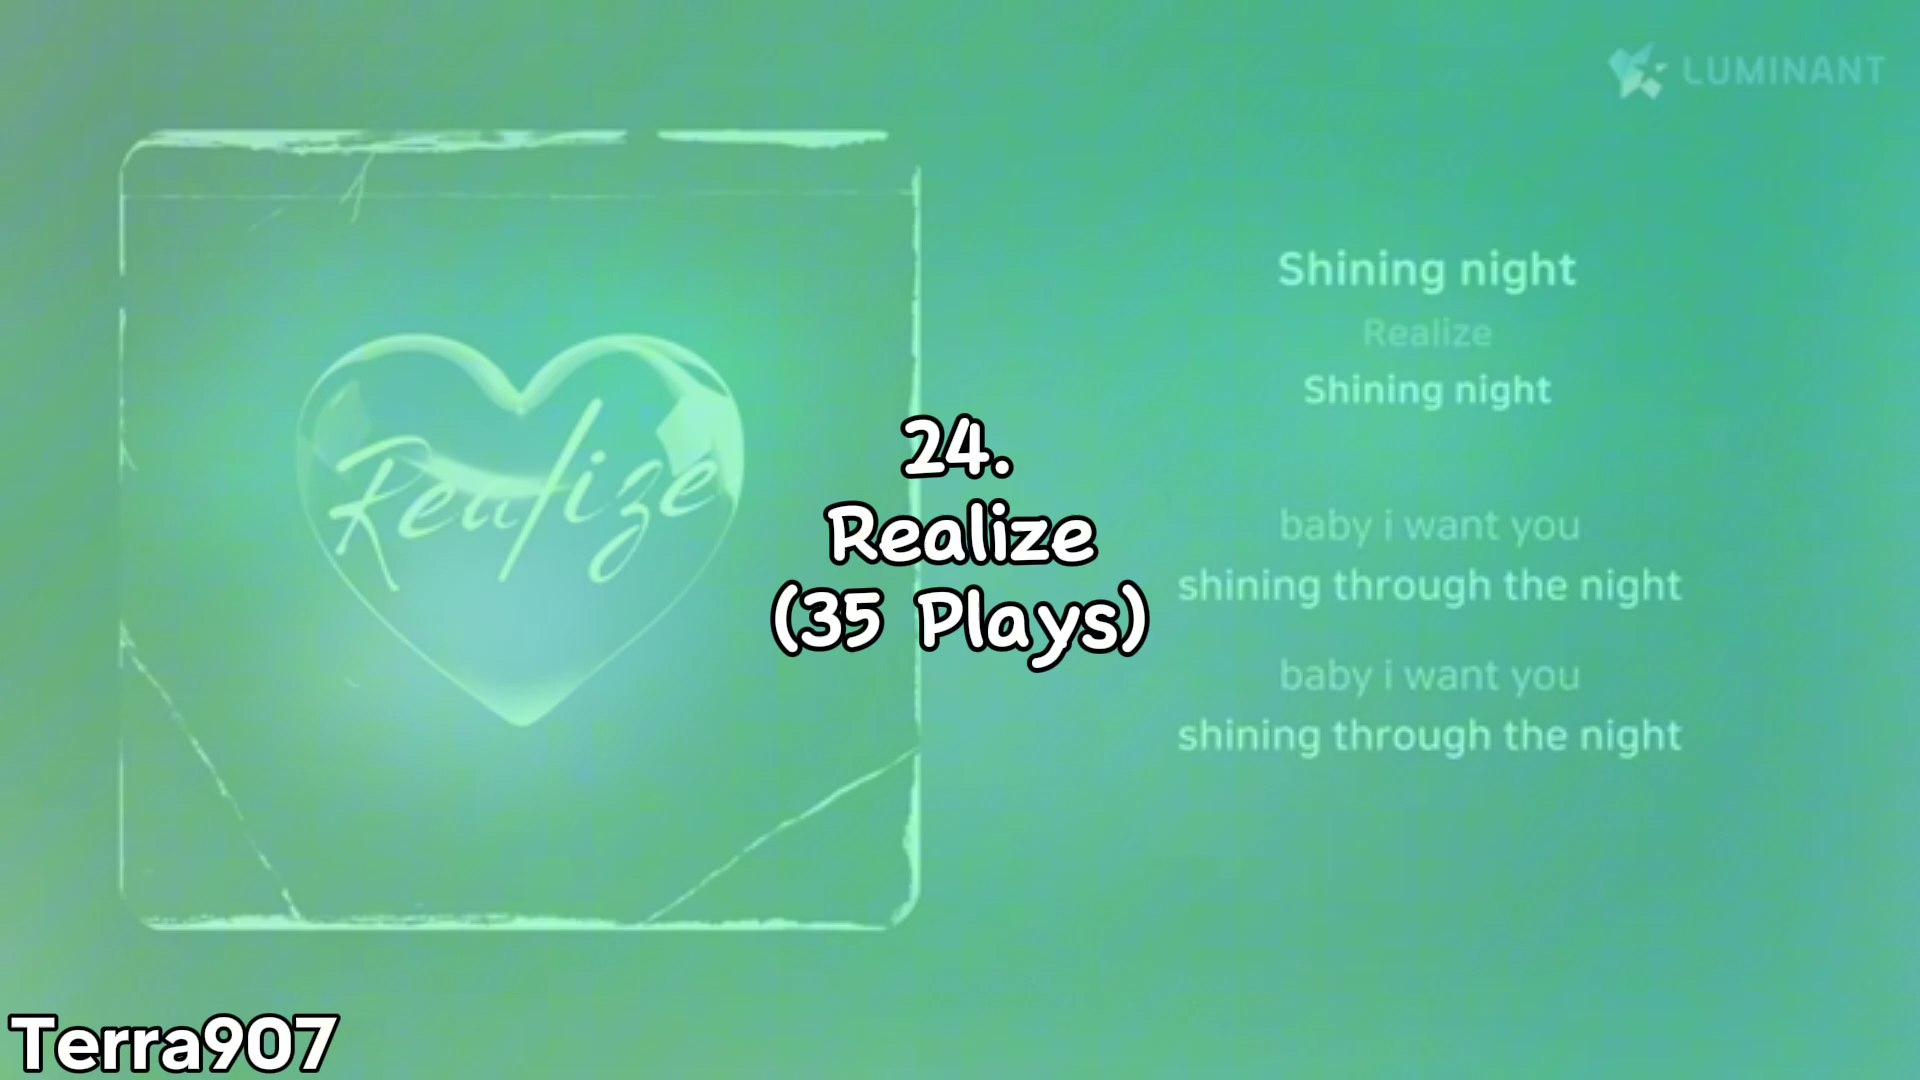 LUMINANT
Realize
24.
Realize
(35 Plays)
Shining night
Realize
Shining night
baby i want you
shining through the night
baby i want you
shining through the night
Terra907